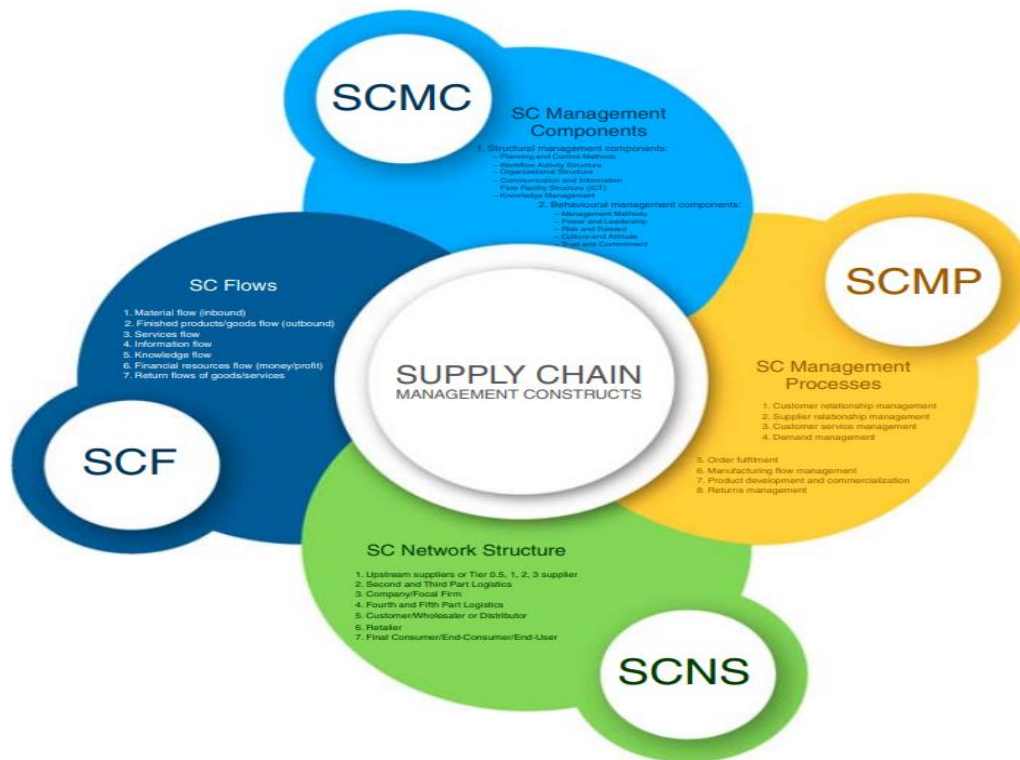 SCMC
SC Management
Components
1. Structural management components:
– Planning and Control Methods
– Workflow Activity Structure
– Organizational Structure
– Communication and Information
Flow Facility Structure (ICT)
– Knowledge Management
2. Behavioural management components:
– Management Methods
– Power and Leadership
– Risk and Reward
– Culture and Attitude
– Trust and Commitment
SCMP
SC Management
Processes
1. Customer relationship management
2. Supplier relationship management
3. Customer service management
4. Demand management
5. Order fulfilment
6. Manufacturing flow management
7. Product development and commercialization
8. Returns management
SC Flows
1. Material flow (inbound)
2. Finished products/goods flow (outbound)
3. Services flow
4. Information flow
5. Knowledge flow
6. Financial resources flow (money/profit)
7. Return flows of goods/services
SCF
SUPPLY CHAIN
MANAGEMENT CONSTRUCTS
SC Network Structure
1. Upstream suppliers or Tier 0.5, 1, 2, 3 supplier
2. Second and Third Part Logistics
3. Company/Focal Firm
4. Fourth and Fifth Part Logistics
5. Customer/Wholesaler or Distributor
6. Retailer
7. Final Consumer/End-Consumer/End-User
SCNS